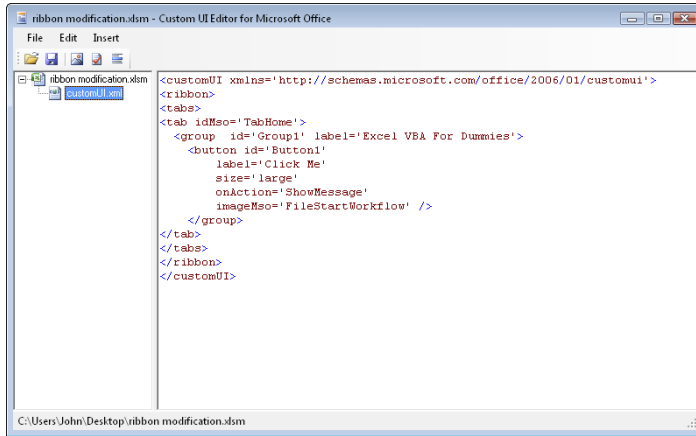 ribbon modification.xlsm - Custom UI Editor for Microsoft Office
File Edit Insert
ribbon modification.xlsm
customUI.xml
<customUI xmlns='http://schemas.microsoft.com/office/2006/01/customui'>
<ribbon>
<tabs>
<tab idMso='TabHome'>
  <group  id='Group1' label='Excel VBA For Dummies'>
    <button id='Button1'
        label='Click Me'
        size='large'
        onAction='ShowMessage'
        imageMso='FileStartWorkflow' />
    </group>
</tab>
</tabs>
</ribbon>
</customUI>
C:\Users\John\Desktop\ribbon modification.xlsm